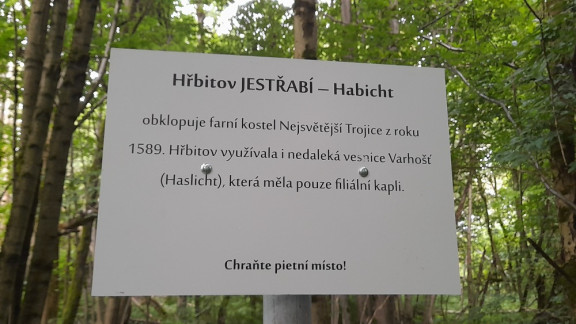 Hřbitov JESTŘABÍ – Habicht
obklopuje farní kostel Nejsvětější Trojice z roku
1589. Hřbitov využívala i nedaleká vesnice Varhošť
(Haslicht), která měla pouze filiální kapli.
Chraňte pietní místo!